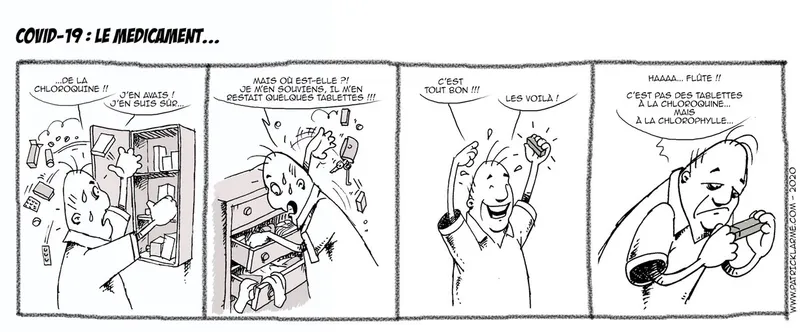 COVID-19 : LE MEDICAMENT...
...DE LA
CHLOROQUINE !!
J'EN AVAIS !
J'EN SUIS SÛR...
MAIS OÙ EST-ELLE ?!
JE M'EN SOUVIENS, IL M'EN
RESTAIT QUELQUES TABLETTES !!!
C'EST
TOUT BON !!!
LES VOILÀ !
HAAAA... FLÛTE !!
C'EST PAS DES TABLETTES
À LA CHLOROQUINE...
MAIS
À LA CHLOROPHYLLE...
WWW.PATRICKLARME.COM - 2020